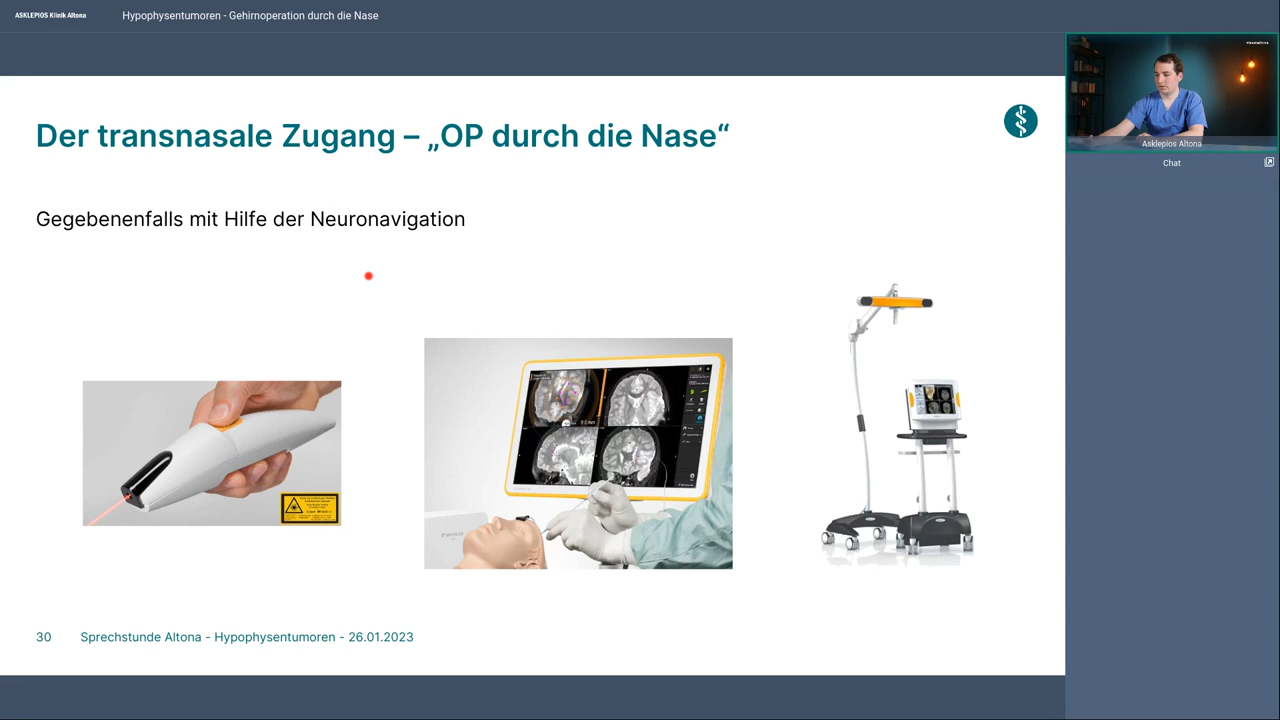 ASKLEPIOS Klinik Altona
Hypophysentumoren - Gehirnoperation durch die Nase
Der transnasale Zugang – „OP durch die Nase“
Gegebenenfalls mit Hilfe der Neuronavigation
30
Sprechstunde Altona - Hypophysentumoren - 26.01.2023
Asklepios Altona
Chat